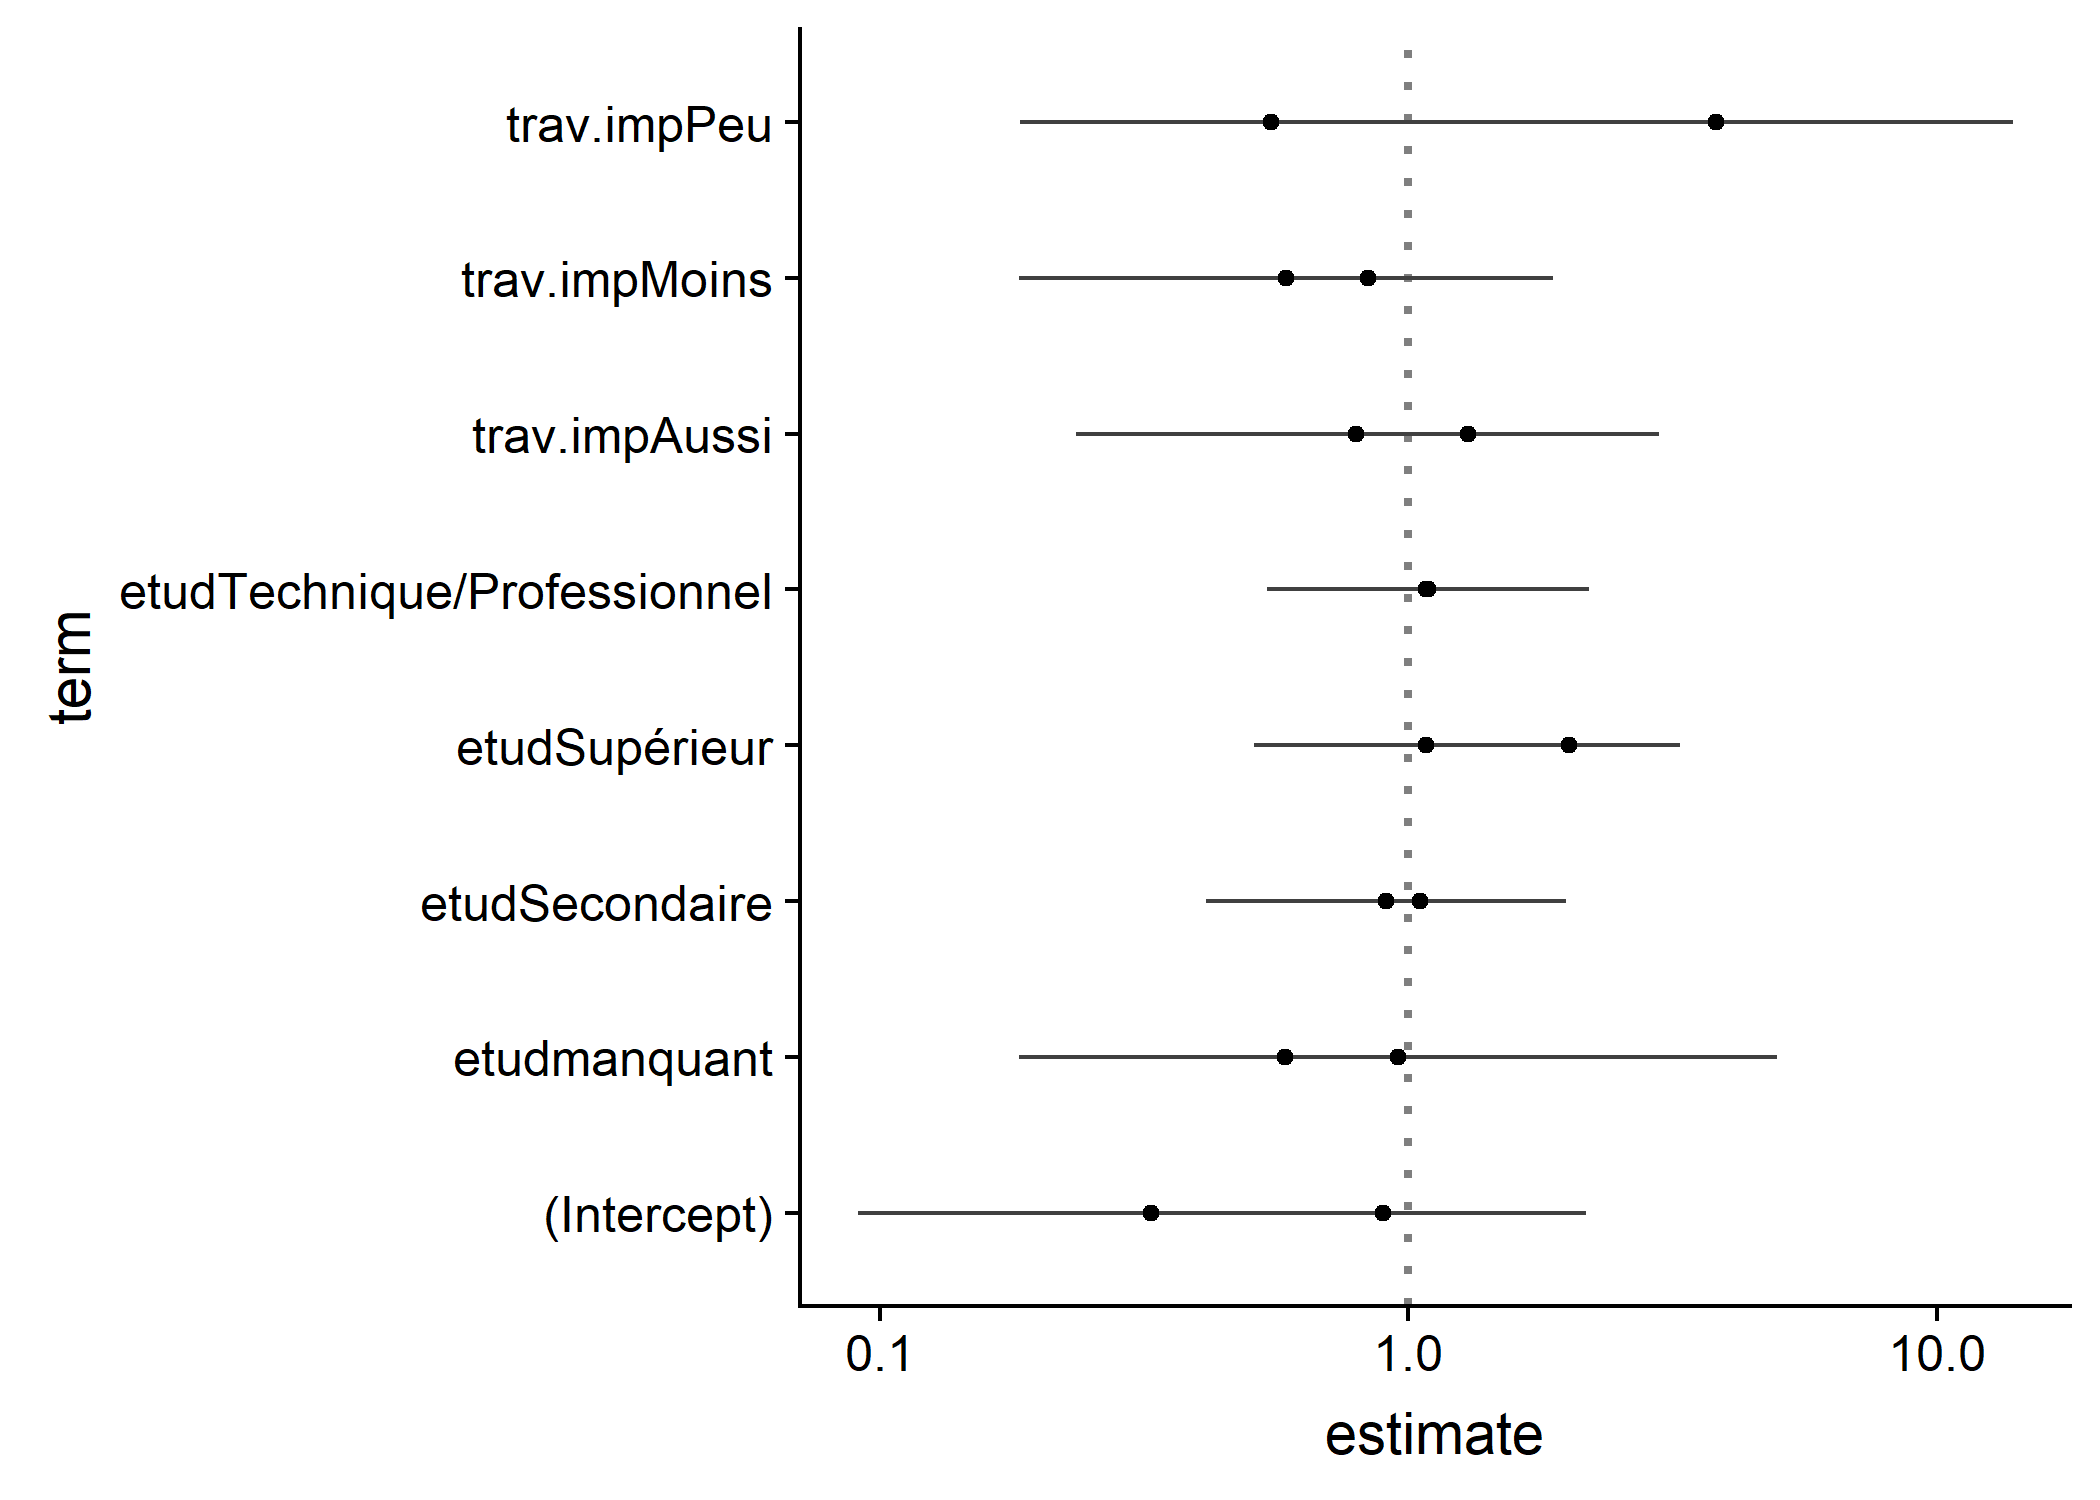 trav.impPeu
trav.impMoins
trav.impAussi
etudTechnique/Professionnel
etudSupérieur
etudSecondaire
etudmanquant
(Intercept)
term
0.1 1.0 10.0
estimate